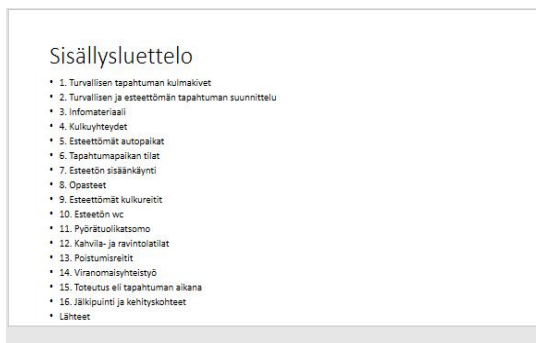 Sisällysluettelo
• 1. Turvallisen tapahtuman kulmakivet
• 2. Turvallisen ja esteettömän tapahtuman suunnittelu
• 3. Infomateriaali
• 4. Kulkuyhteydet
• 5. Esteettömät autopaikat
• 6. Tapahtumapaikan tilat
• 7. Esteetön sisäänkäynti
• 8. Opasteet
• 9. Esteettömät kulkureitit
• 10. Esteetön wc
• 11. Pyörätuolikatsomo
• 12. Kahvila- ja ravintolatilat
• 13. Poistumisreitit
• 14. Viranomaisyhteistyö
• 15. Toteutus eli tapahtuman aikana
• 16. Jälkipuinti ja kehityskohteet
• Lähteet